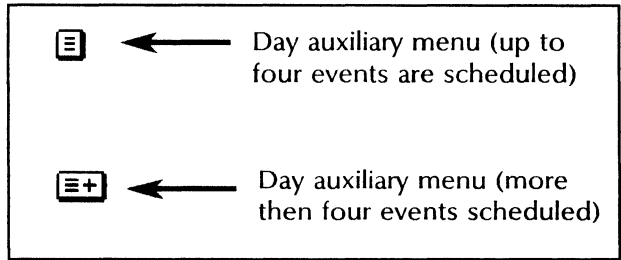 Day auxiliary menu (up to
four events are scheduled)
Day auxiliary menu (more
then four events scheduled)